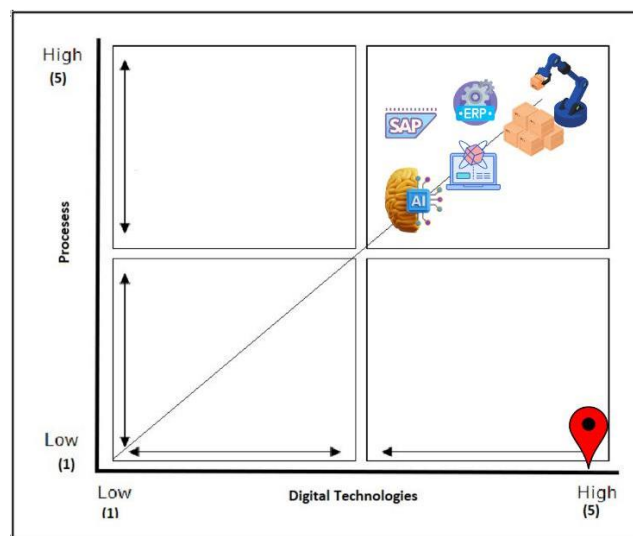 High
(5)
SAP
ERP
AI
Procesess
Low
(1)
Low
(1)
Digital Technologies
High
(5)